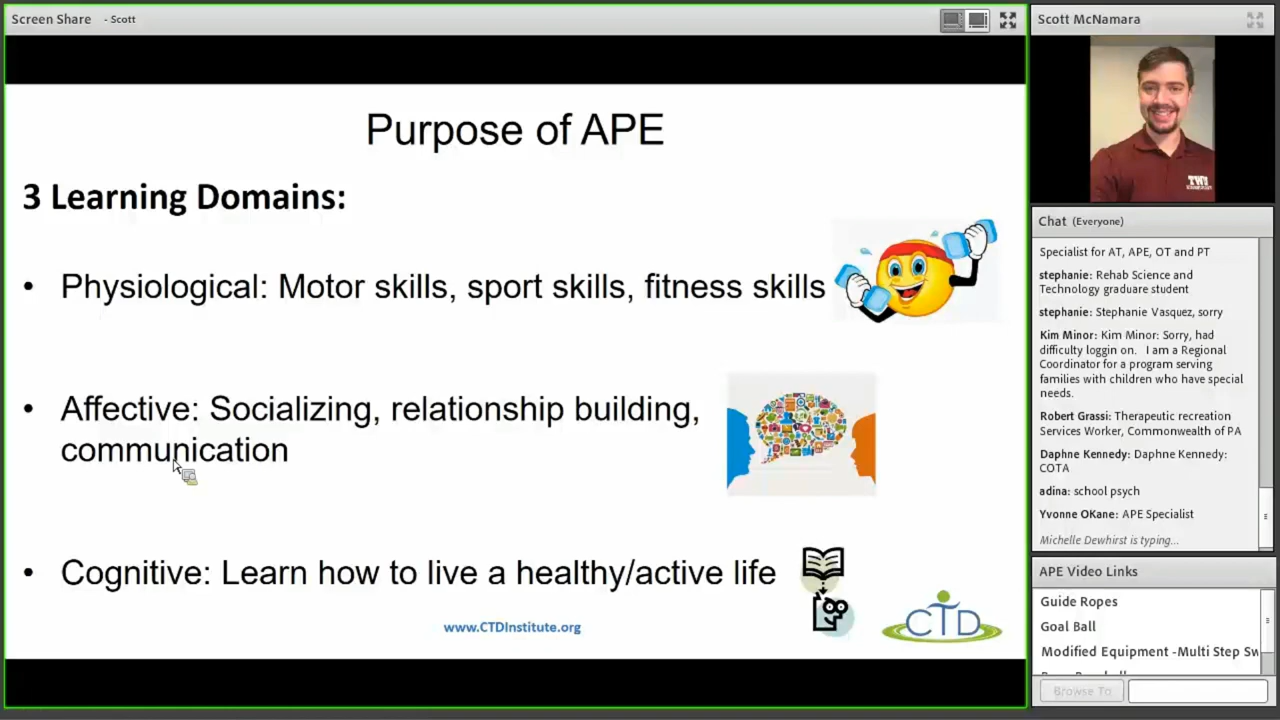 Screen Share - Scott
Purpose of APE
3 Learning Domains:
• Physiological: Motor skills, sport skills, fitness skills
• Affective: Socializing, relationship building,
communication
• Cognitive: Learn how to live a healthy/active life
www.CTDInstitute.org
CTD
Scott McNamara
TWU
Chat (Everyone)
Specialist for AT, APE, OT and PT
stephanie: Rehab Science and
Technology graduate student
stephanie: Stephanie Vasquez, sorry
Kim Minor: Kim Minor: Sorry, had
difficulty loggin on. I am a Regional
Coordinator for a program serving
families with children who have special
needs.
Robert Grassi: Therapeutic recreation
Services Worker, Commonwealth of PA
Daphne Kennedy: Daphne Kennedy:
COTA
adina: school psych
Yvonne OKane: APE Specialist
Michelle Dewhirst is typing...
APE Video Links
Guide Ropes
Goal Ball
Modified Equipment -Multi Step Sw
Browse To